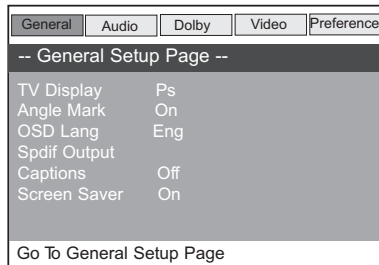 General Audio Dolby Video Preference
-- General Setup Page --
TV Display Ps
Angle Mark On
OSD Lang Eng
Spdif Output
Captions Off
Screen Saver On
Go To General Setup Page